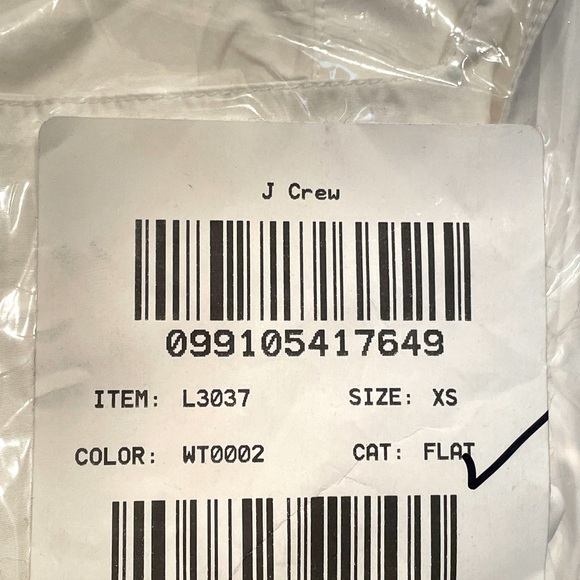 J Crew
099105417649
ITEM: L3037 SIZE: XS
COLOR: WT0002 CAT: FLAT